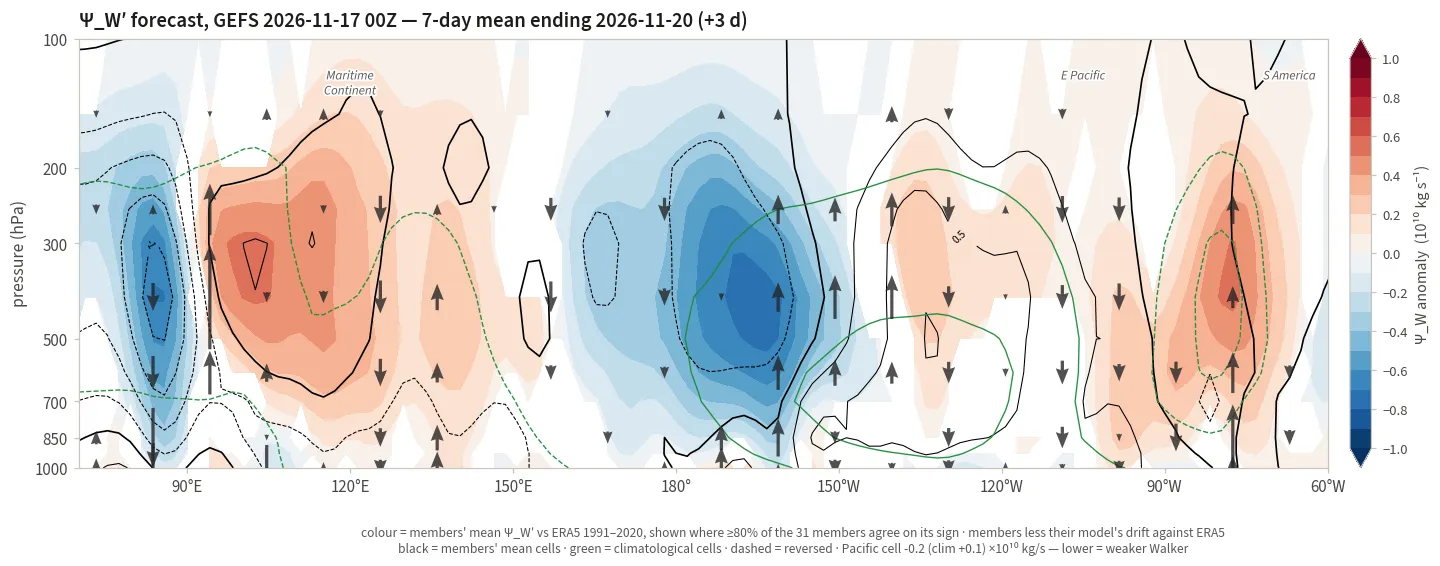 Ψ_W′ forecast, GEFS 2026-11-17 00Z — 7-day mean ending 2026-11-20 (+3 d)
100
200
300
400
500
700
850
1000
pressure (hPa)
Maritime
Continent
E Pacific
S America
0.5
90°E
120°E
150°E
180°
150°W
120°W
90°W
60°W
1.0
0.8
0.6
0.4
0.2
0.0
−0.2
−0.4
−0.6
−0.8
−1.0
Ψ_W anomaly (10¹⁰ kg s⁻¹)
colour = members' mean Ψ_W′ vs ERA5 1991–2020, shown where ≥80% of the 31 members agree on its sign · members less their model's drift against ERA5
black = members' mean cells · green = climatological cells · dashed = reversed · Pacific cell -0.2 (clim +0.1) ×10¹⁰ kg/s — lower = weaker Walker